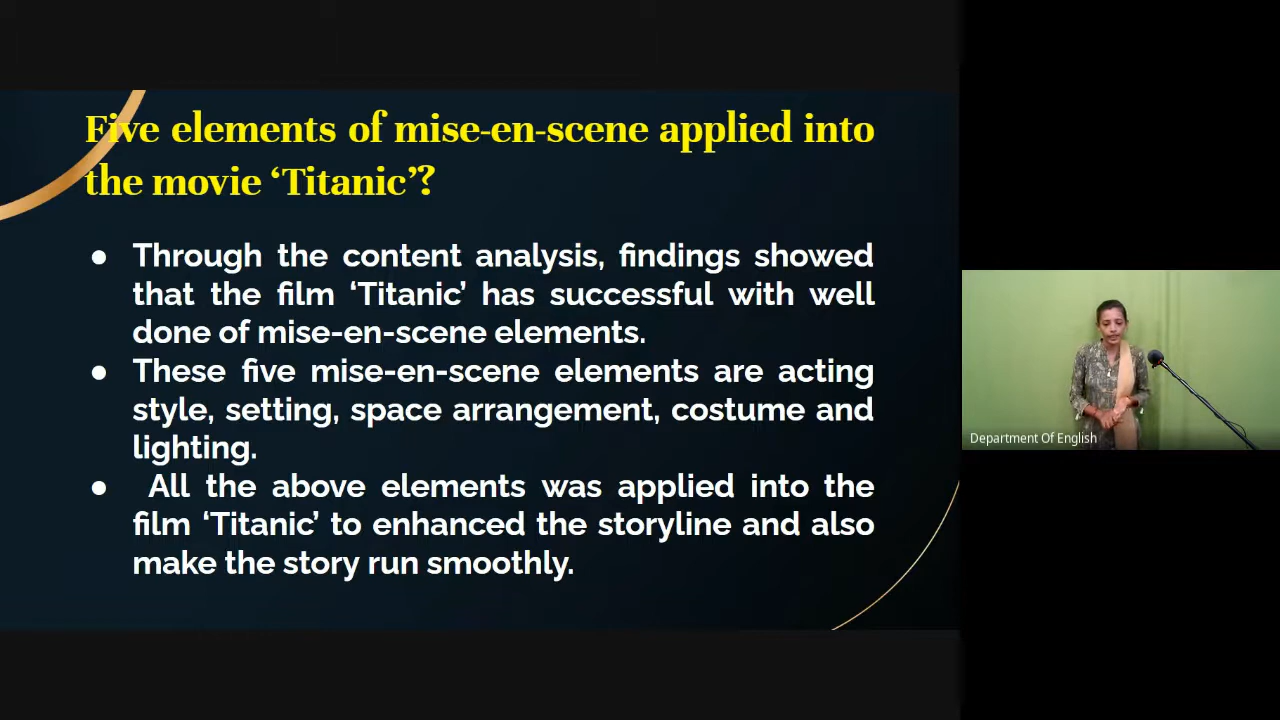 Five elements of mise-en-scene applied into
the movie ‘Titanic’?
● Through the content analysis, findings showed
that the film ‘Titanic’ has successful with well
done of mise-en-scene elements.
● These five mise-en-scene elements are acting
style, setting, space arrangement, costume and
lighting.
● All the above elements was applied into the
film ‘Titanic’ to enhanced the storyline and also
make the story run smoothly.
Department Of English